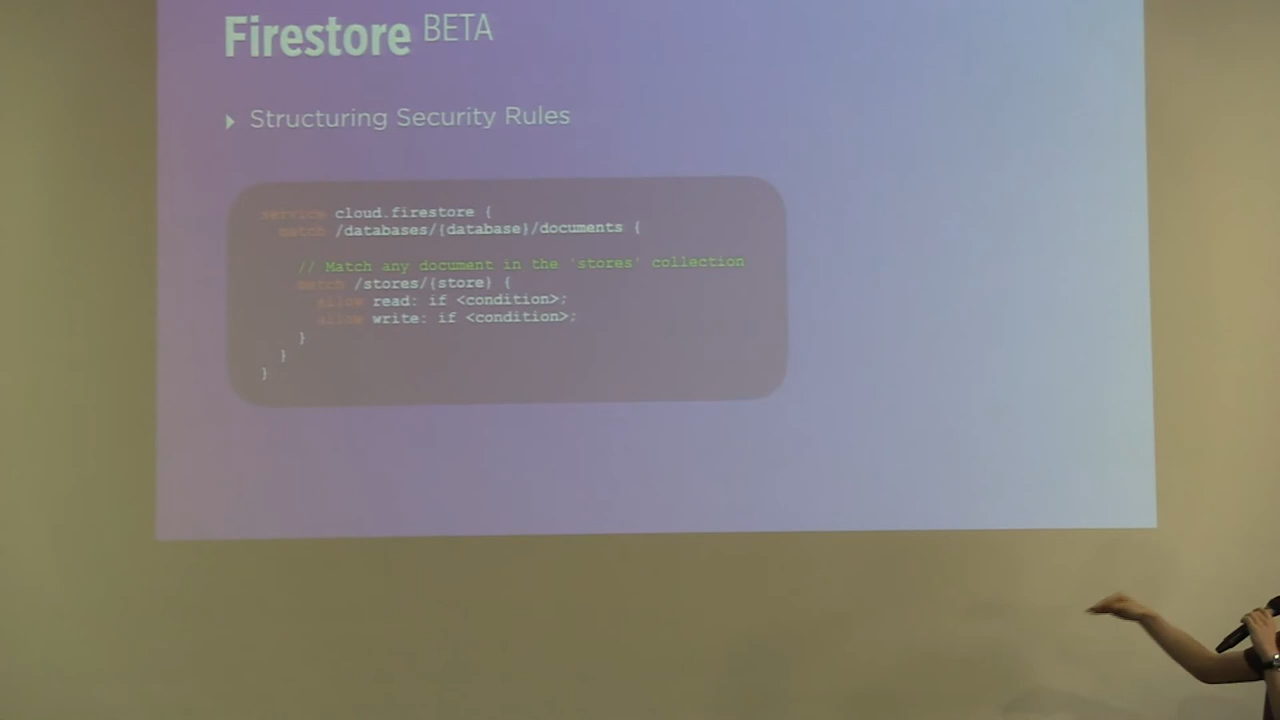 Firestore BETA
Structuring Security Rules
service cloud.firestore {
match /databases/{database}/documents {
// Match any document in the 'stores' collection
match /stores/{store} {
allow read: if <condition>;
allow write: if <condition>;
}
}
}